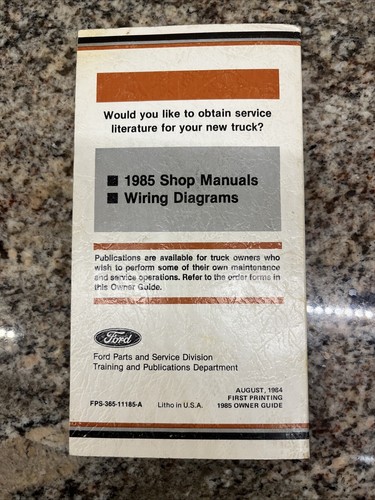 Would you like to obtain service
literature for your new truck?
■ 1985 Shop Manuals
■ Wiring Diagrams
Publications are available for truck owners who
wish to perform some of their own maintenance
and service operations. Refer to the order forms in
this Owner Guide.
Ford
Ford Parts and Service Division
Training and Publications Department
AUGUST, 1984
FIRST PRINTING
FPS-365-11185-A Litho in U.S.A. 1985 OWNER GUIDE